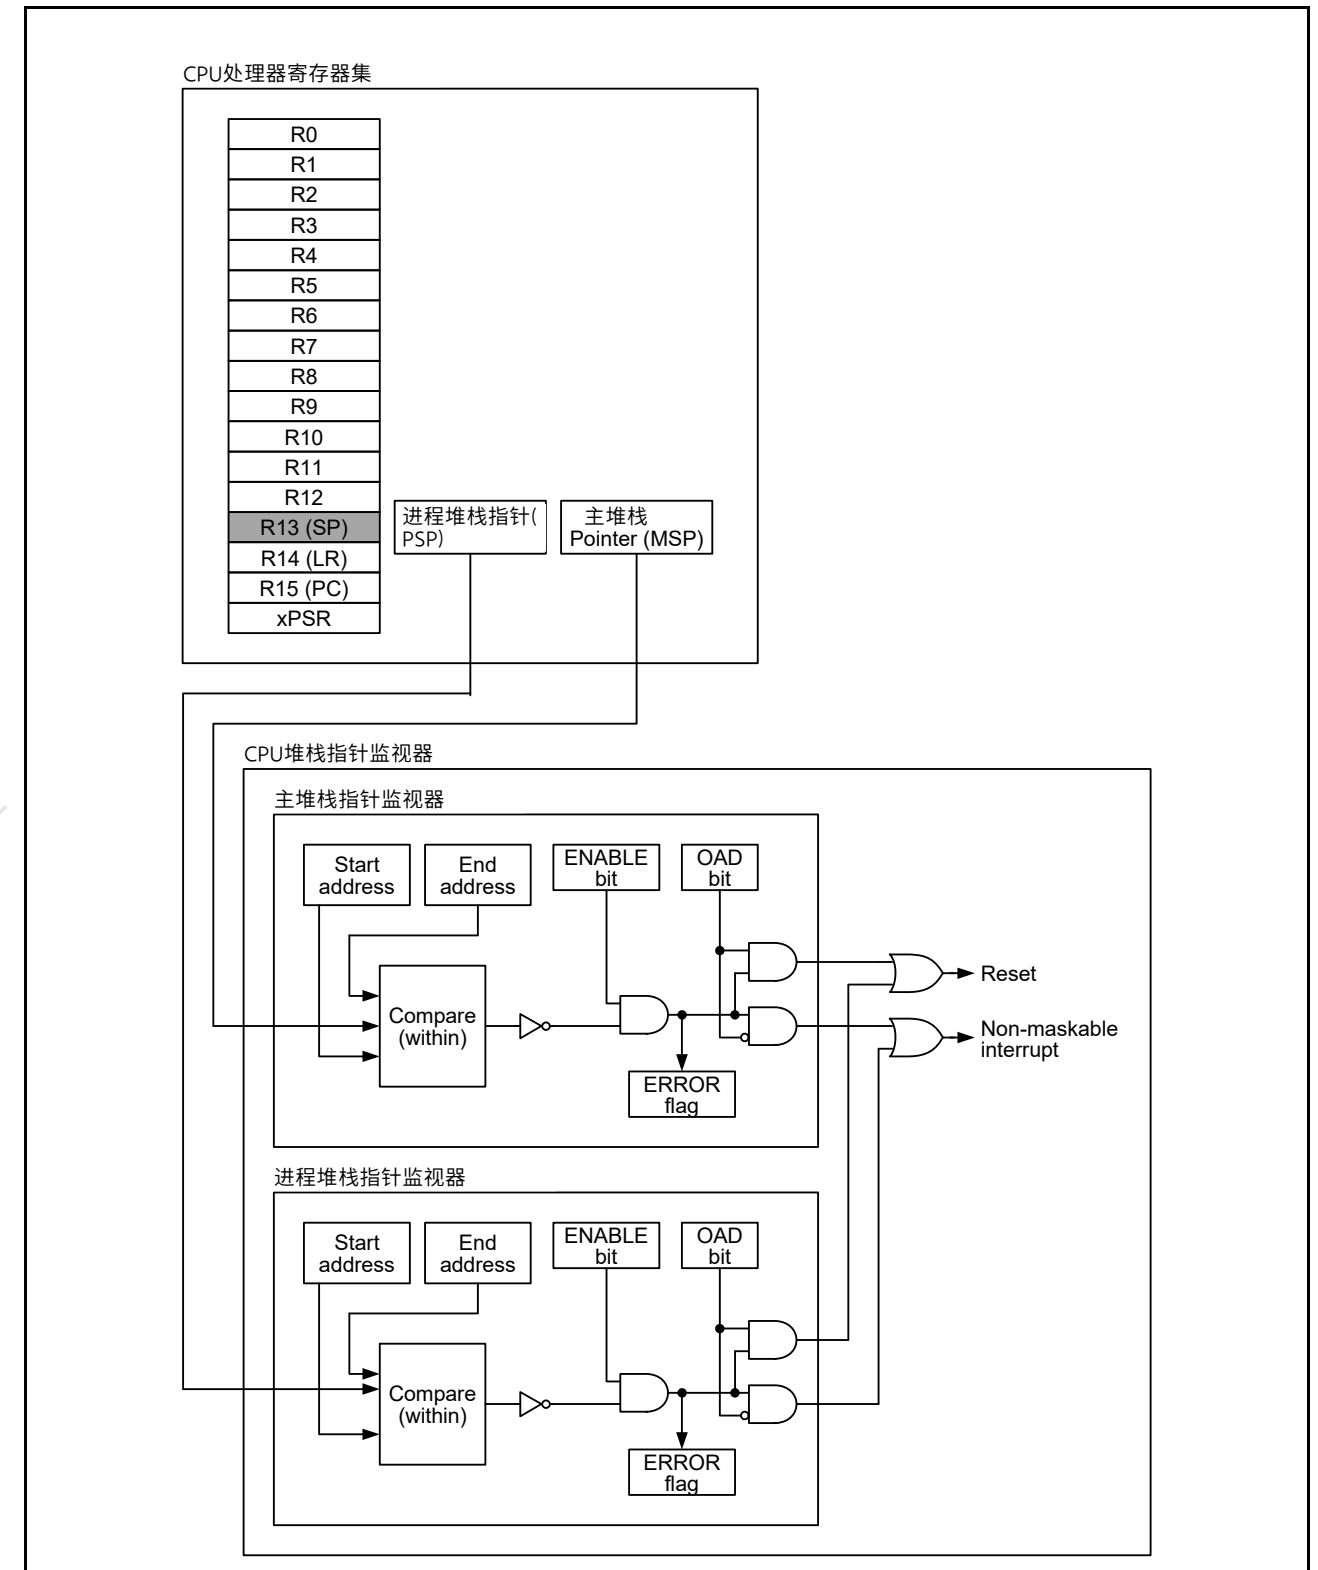 CPU处理器寄存器集
R0
R1
R2
R3
R4
R5
R6
R7
R8
R9
R10
R11
R12
R13 (SP)
R14 (LR)
R15 (PC)
xPSR
进程堆栈指针(
PSP)
主堆栈
Pointer (MSP)
CPU堆栈指针监视器
主堆栈指针监视器
Start
address
End
address
ENABLE
bit
OAD
bit
Compare
(within)
ERROR
flag
Reset
Non-maskable
interrupt
进程堆栈指针监视器
Start
address
End
address
ENABLE
bit
OAD
bit
Compare
(within)
ERROR
flag